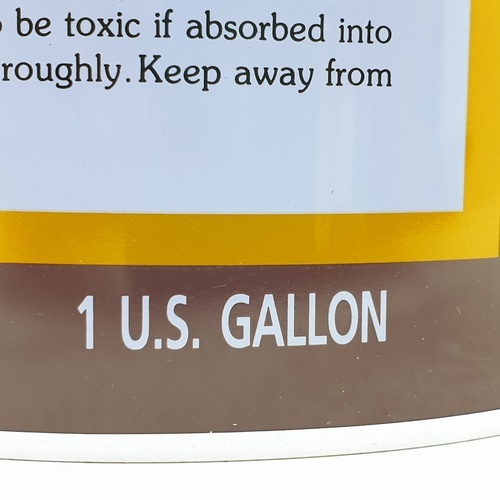 be toxic if absorbed into
roughly. Keep away from
1 U.S. GALLON